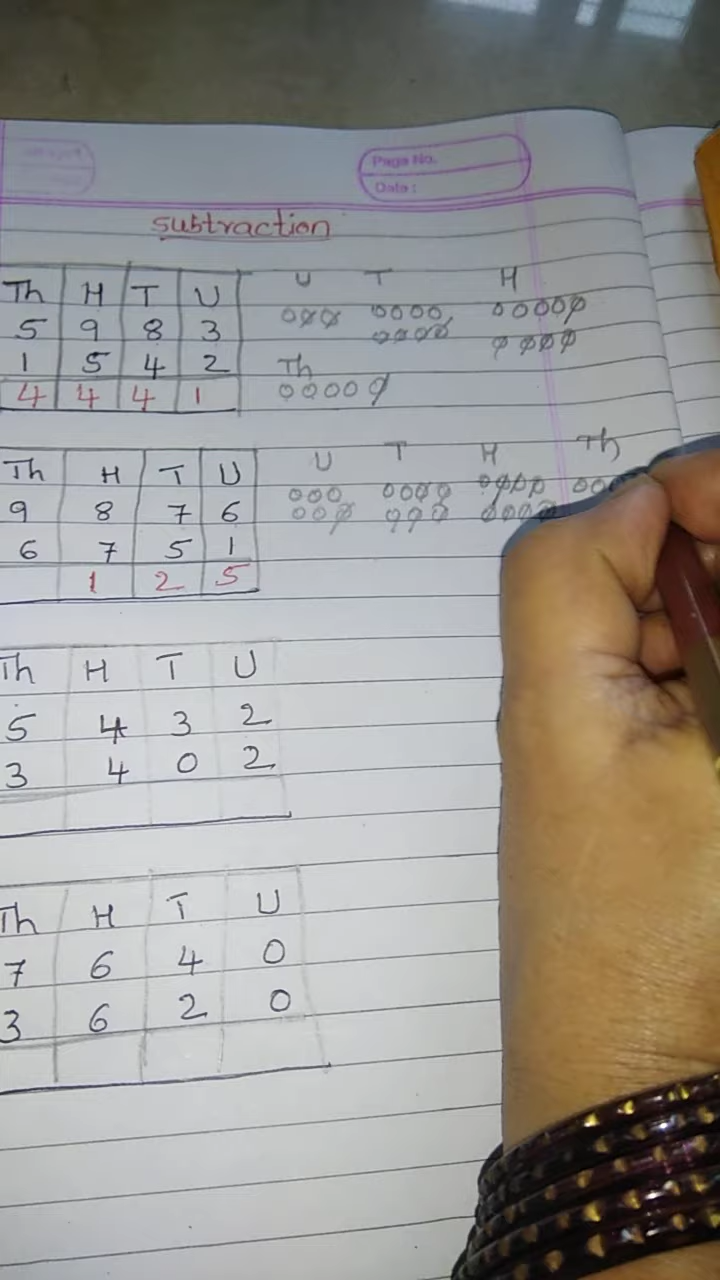 Page No.
Date :
subtraction
Th H T U
5 9 8 3
1 5 4 2
4 4 4 1
U T H
Th
Th H T U
9 8 7 6
6 7 5 1
1 2 5
U T H Th
Th H T U
5 4 3 2
3 4 0 2
Th H T U
7 6 4 0
3 6 2 0